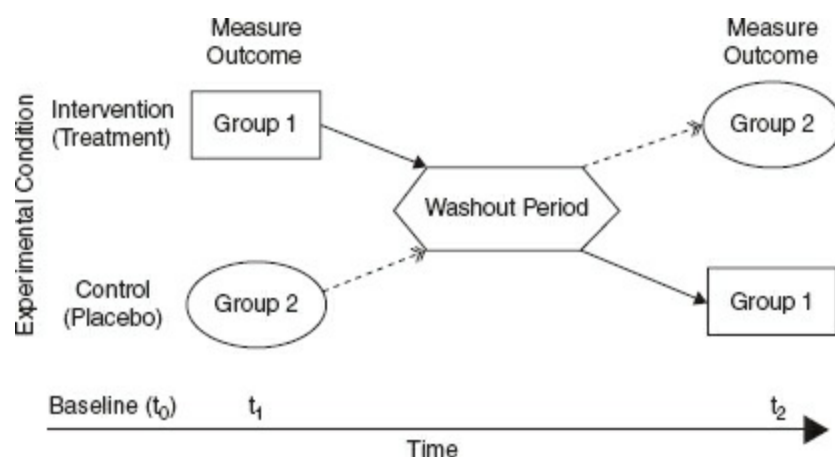 Measure
Outcome
Measure
Outcome
Experimental Condition
Intervention
(Treatment)
Group 1
Group 2
Washout Period
Control
(Placebo)
Group 2
Group 1
Baseline (t0)
t1
t2
Time